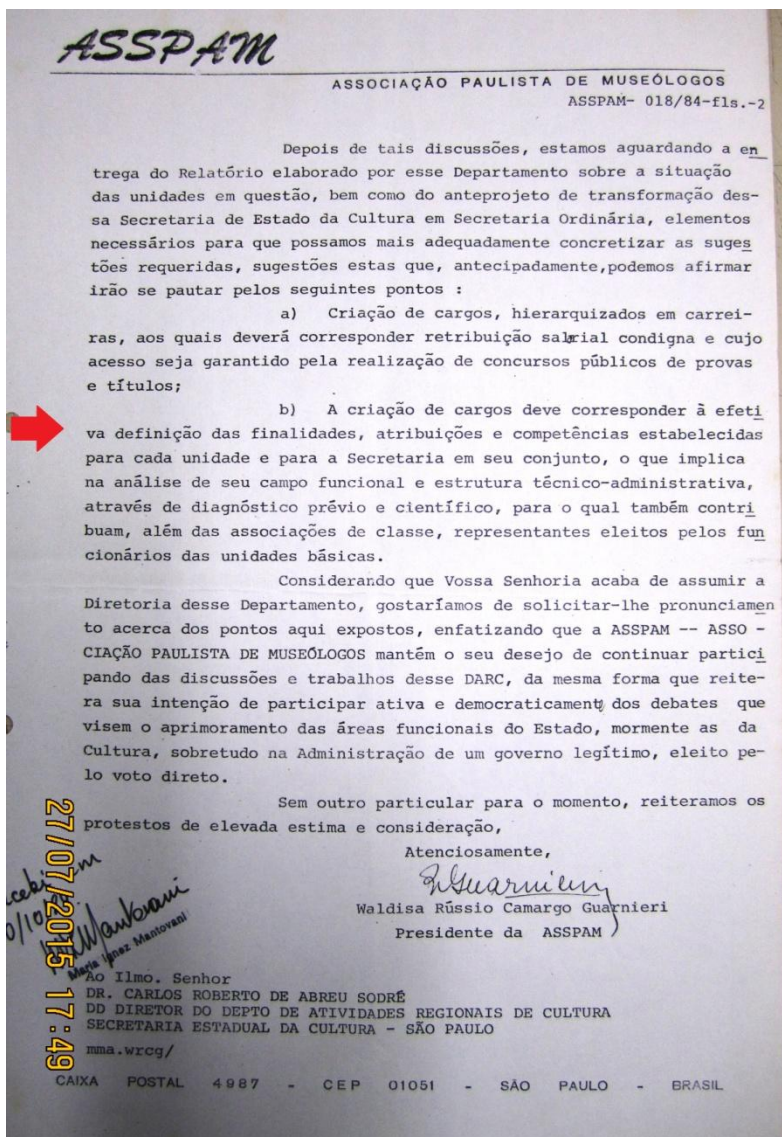 ASSPAM
ASSOCIAÇÃO PAULISTA DE MUSEÓLOGOS
ASSPAM- 018/84-fls.-2
Depois de tais discussões, estamos aguardando a en
trega do Relatório elaborado por esse Departamento sobre a situação
das unidades em questão, bem como do anteprojeto de transformação des-
sa Secretaria de Estado da Cultura em Secretaria Ordinária, elementos
necessários para que possamos mais adequadamente concretizar as suges
tões requeridas, sugestões estas que, antecipadamente,podemos afirmar
irão se pautar pelos seguintes pontos :
a) Criação de cargos, hierarquizados em carrei-
ras, aos quais deverá corresponder retribuição salarial condigna e cujo
acesso seja garantido pela realização de concursos públicos de provas
e títulos;
b) A criação de cargos deve corresponder à efeti
va definição das finalidades, atribuições e competências estabelecidas
para cada unidade e para a Secretaria em seu conjunto, o que implica
na análise de seu campo funcional e estrutura técnico-administrativa,
através de diagnóstico prévio e científico, para o qual também contri
buam, além das associações de classe, representantes eleitos pelos fun
cionários das unidades básicas.
Considerando que Vossa Senhoria acaba de assumir a
Diretoria desse Departamento, gostaríamos de solicitar-lhe pronunciamen
to acerca dos pontos aqui expostos, enfatizando que a ASSPAM -- ASSO -
CIAÇÃO PAULISTA DE MUSEÓLOGOS mantém o seu desejo de continuar partici
pando das discussões e trabalhos desse DARC, da mesma forma que reite-
ra sua intenção de participar ativa e democraticamente dos debates que
visem o aprimoramento das áreas funcionais do Estado, mormente as da
Cultura, sobretudo na Administração de um governo legítimo, eleito pe-
lo voto direto.
Sem outro particular para o momento, reiteramos os
protestos de elevada estima e consideração,
Atenciosamente,
WGuarnieri
Waldisa Rússio Camargo Guarnieri
Presidente da ASSPAM
em
Mantovani
Maria Ignez Mantovani
Ao Ilmo. Senhor
DR. CARLOS ROBERTO DE ABREU SODRÉ
DD DIRETOR DO DEPTO DE ATIVIDADES REGIONAIS DE CULTURA
SECRETARIA ESTADUAL DA CULTURA - SÃO PAULO
mma.wrcg/
CAIXA POSTAL 4987 - CEP 01051 - SÃO PAULO - BRASIL
27/07/2015 17:49